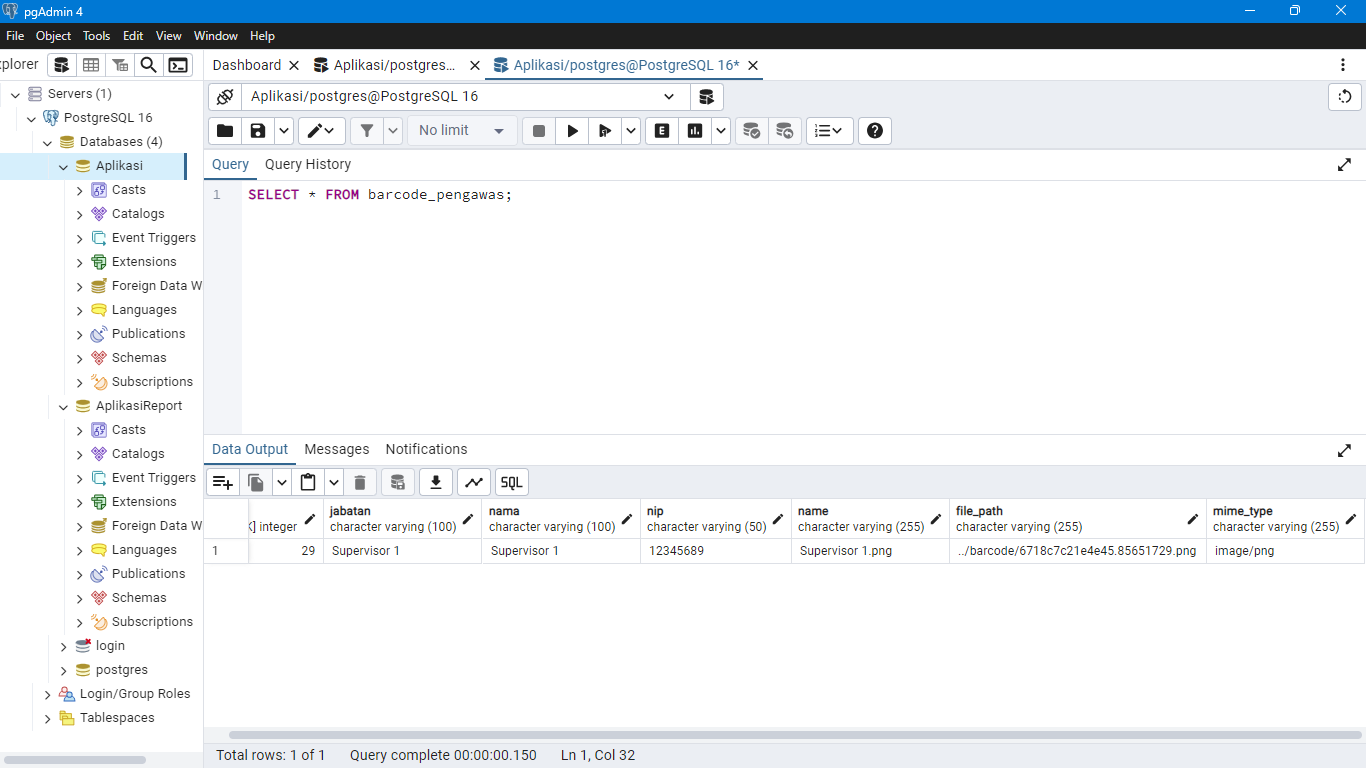 pgAdmin 4
File Object Tools Edit View Window Help
xplorer
Dashboard Aplikasi/postgres... Aplikasi/postgres@PostgreSQL 16*
Servers (1)
PostgreSQL 16
Databases (4)
Aplikasi
Casts
Catalogs
Event Triggers
Extensions
Foreign Data W
Languages
Publications
Schemas
Subscriptions
AplikasiReport
Casts
Catalogs
Event Triggers
Extensions
Foreign Data W
Languages
Publications
Schemas
Subscriptions
login
postgres
Login/Group Roles
Tablespaces
Aplikasi/postgres@PostgreSQL 16
No limit E
Query Query History
1 SELECT * FROM barcode_pengawas;
Data Output Messages Notifications
SQL
jabatan nama nip name file_path mime_type
K] integer character varying (100) character varying (100) character varying (50) character varying (255) character varying (255) character varying (255)
1 29 Supervisor 1 Supervisor 1 12345689 Supervisor 1.png ../barcode/6718c7c21e4e45.85651729.png image/png
Total rows: 1 of 1 Query complete 00:00:00.150 Ln 1, Col 32